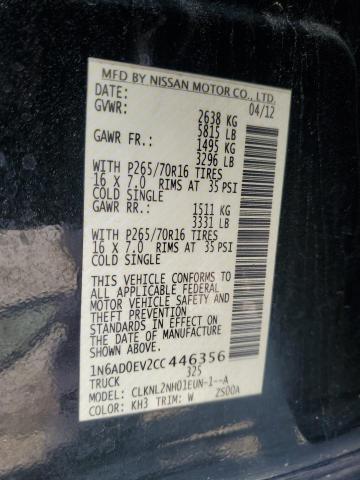 MFD BY NISSAN MOTOR CO., LTD.
DATE: 04/12
GVWR: 2638 KG
5815 LB
GAWR FR.: 1495 KG
3296 LB
WITH P265/70R16 TIRES
16 X 7.0 RIMS AT 35 PSI
COLD SINGLE
GAWR RR.: 1511 KG
3331 LB
WITH P265/70R16 TIRES
16 X 7.0 RIMS AT 35 PSI
COLD SINGLE
THIS VEHICLE CONFORMS TO
ALL APPLICABLE FEDERAL
MOTOR VEHICLE SAFETY AND
THEFT PREVENTION
STANDARDS IN EFFECT ON
THE DATE OF MANUFACTURE
SHOWN ABOVE.
1N6AD0EV2CC446356
TRUCK 325
MODEL: CLKNL2NH01EUN-1--A
COLOR: KH3 TRIM: W ZS00A